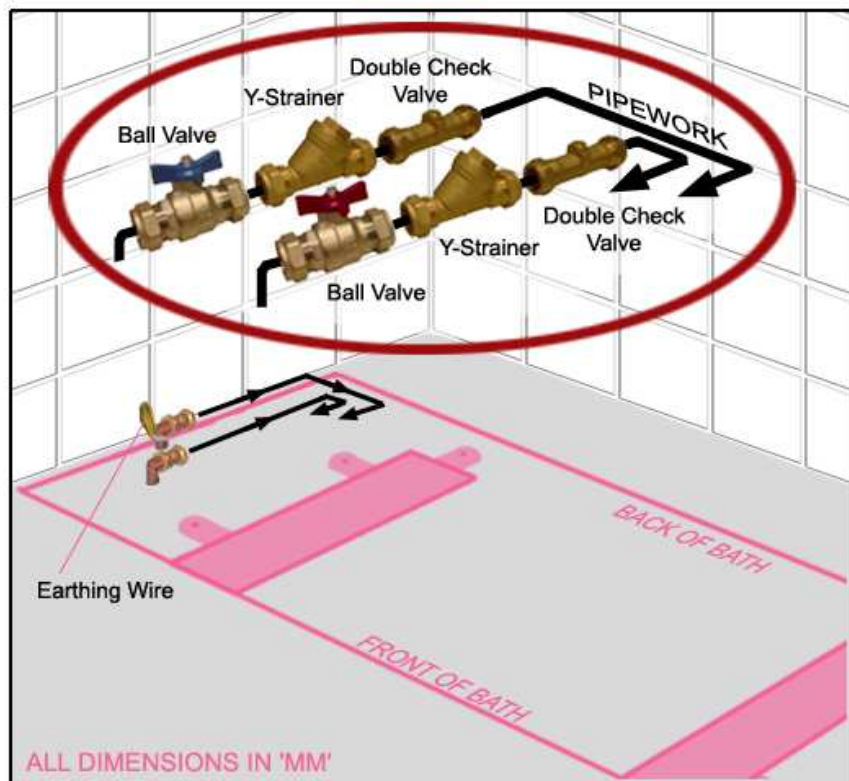 Double Check
Valve
Y-Strainer
Ball Valve
PIPEWORK
Double Check
Valve
Y-Strainer
Ball Valve
BACK OF BATH
Earthing Wire
FRONT OF BATH
ALL DIMENSIONS IN 'MM'